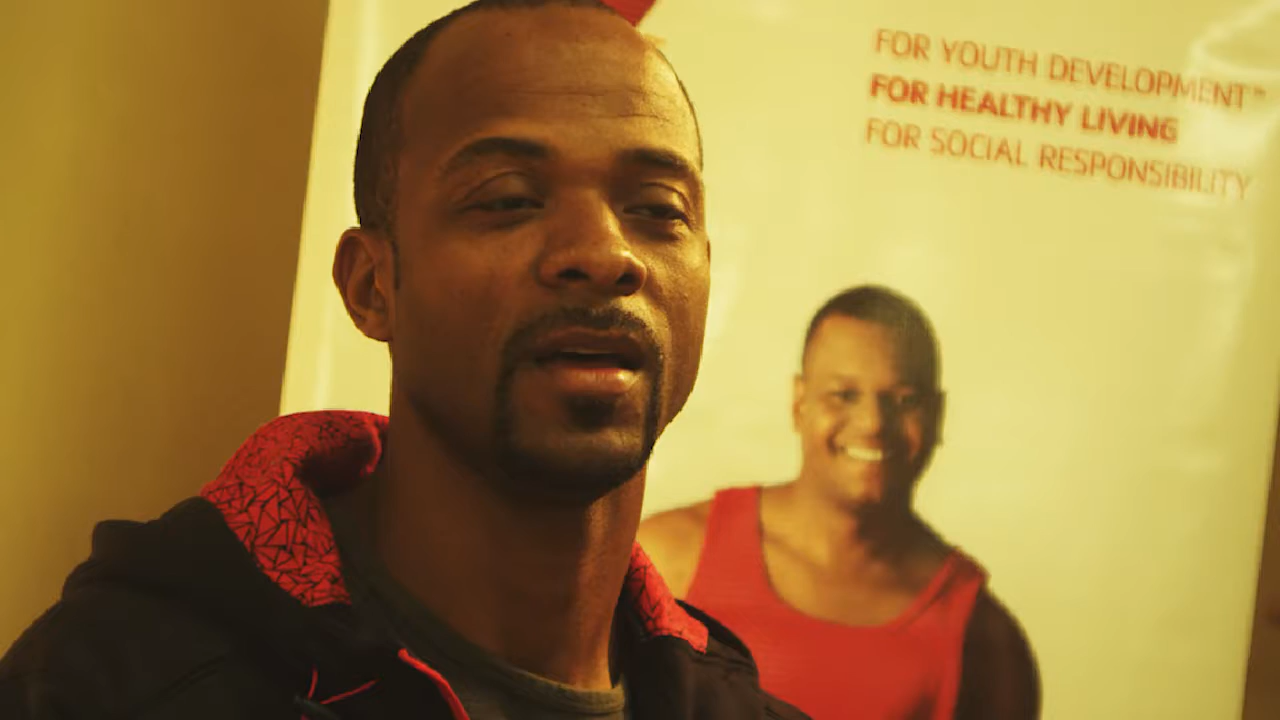 FOR YOUTH DEVELOPMENT™
FOR HEALTHY LIVING
FOR SOCIAL RESPONSIBILITY